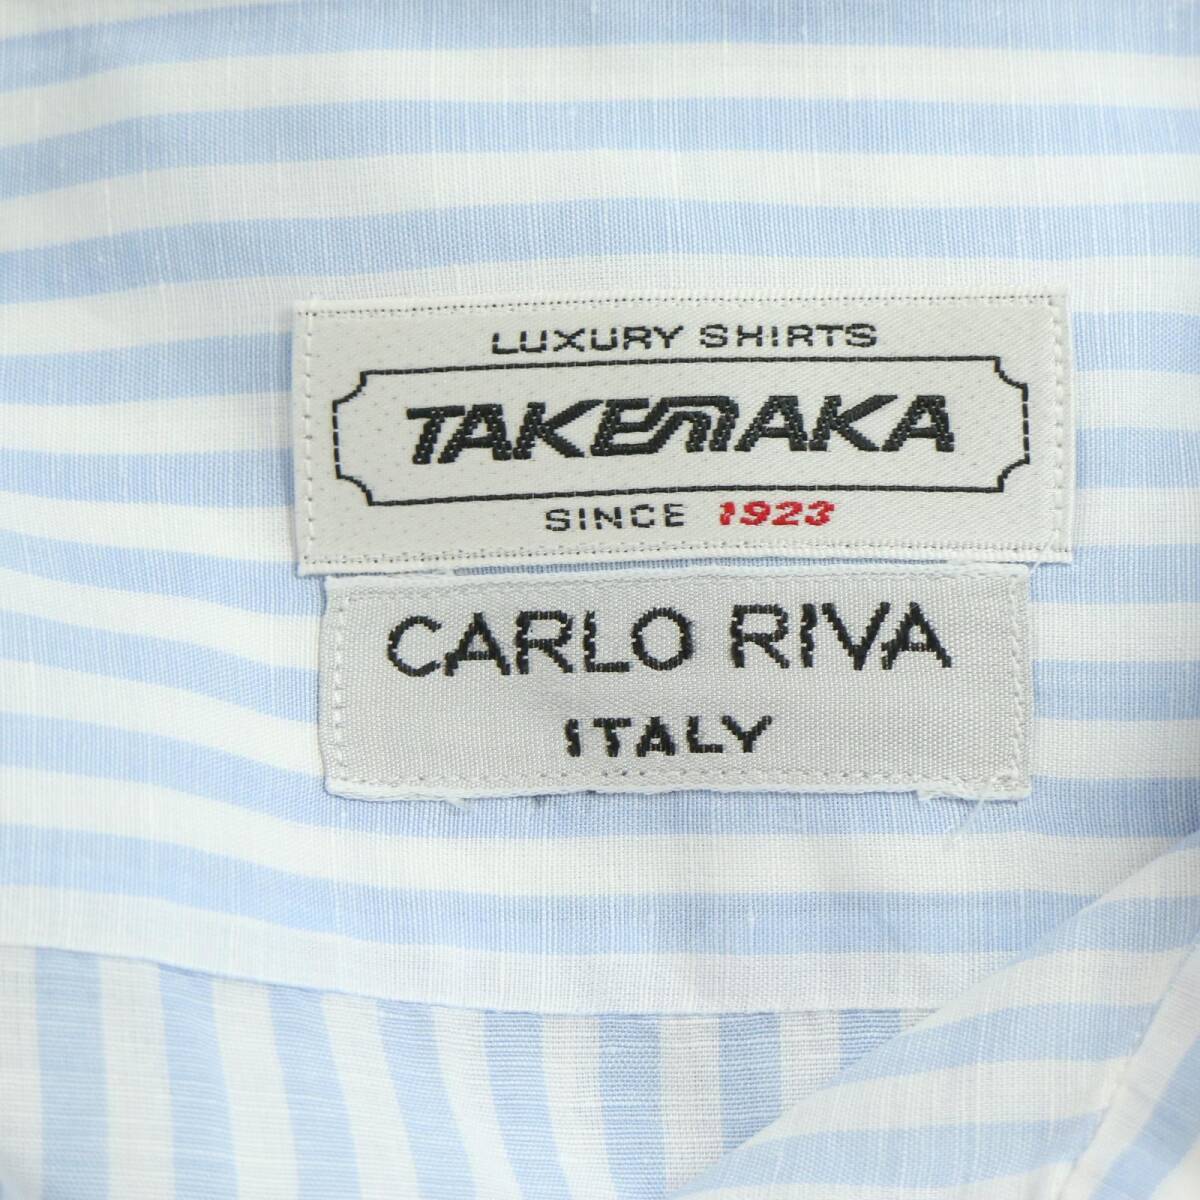 LUXURY SHIRTS
TAKENAKA
SINCE 1923
CARLO RIVA
ITALY